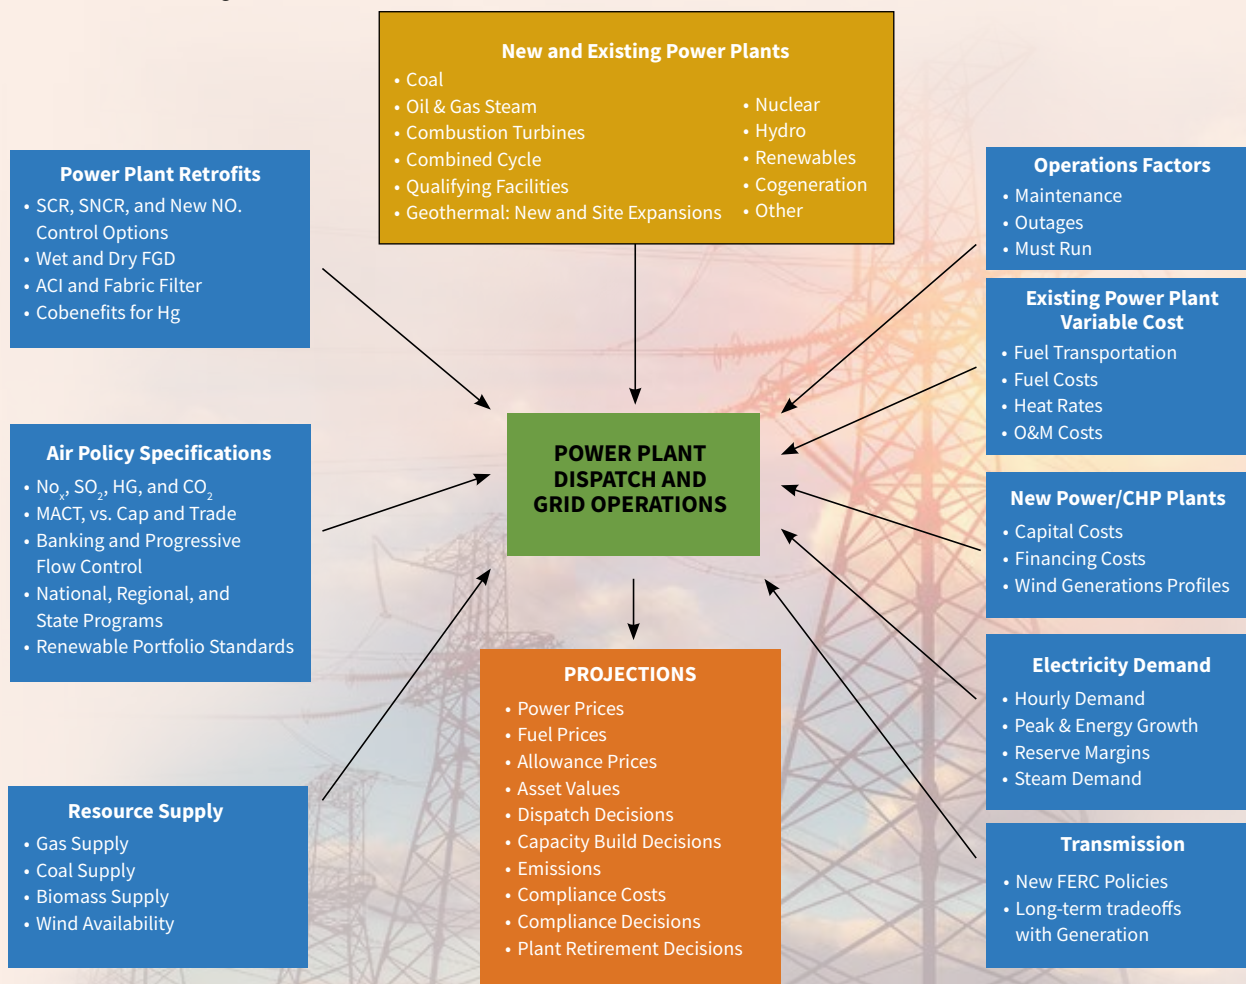 New and Existing Power Plants
• Coal
• Oil & Gas Steam
• Combustion Turbines
• Combined Cycle
• Qualifying Facilities
• Geothermal: New and Site Expansions
• Nuclear
• Hydro
• Renewables
• Cogeneration
• Other
Power Plant Retrofits
• SCR, SNCR, and New NO.
Control Options
• Wet and Dry FGD
• ACI and Fabric Filter
• Cobenefits for Hg
Air Policy Specifications
• Noₓ, SO₂, HG, and CO₂
• MACT, vs. Cap and Trade
• Banking and Progressive
Flow Control
• National, Regional, and
State Programs
• Renewable Portfolio Standards
Resource Supply
• Gas Supply
• Coal Supply
• Biomass Supply
• Wind Availability
POWER PLANT
DISPATCH AND
GRID OPERATIONS
PROJECTIONS
• Power Prices
• Fuel Prices
• Allowance Prices
• Asset Values
• Dispatch Decisions
• Capacity Build Decisions
• Emissions
• Compliance Costs
• Compliance Decisions
• Plant Retirement Decisions
Operations Factors
• Maintenance
• Outages
• Must Run
Existing Power Plant
Variable Cost
• Fuel Transportation
• Fuel Costs
• Heat Rates
• O&M Costs
New Power/CHP Plants
• Capital Costs
• Financing Costs
• Wind Generations Profiles
Electricity Demand
• Hourly Demand
• Peak & Energy Growth
• Reserve Margins
• Steam Demand
Transmission
• New FERC Policies
• Long-term tradeoffs
with Generation